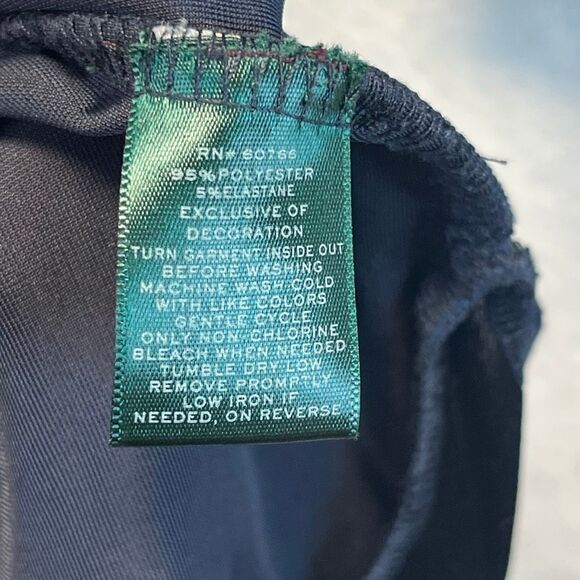 RN# 60766
95% POLYESTER
5% ELASTANE
EXCLUSIVE OF
DECORATION
TURN GARMENT INSIDE OUT
BEFORE WASHING
MACHINE WASH COLD
WITH LIKE COLORS
GENTLE CYCLE
ONLY NON-CHLORINE
BLEACH WHEN NEEDED
TUMBLE DRY LOW
REMOVE PROMPTLY
LOW IRON IF
NEEDED, ON REVERSE